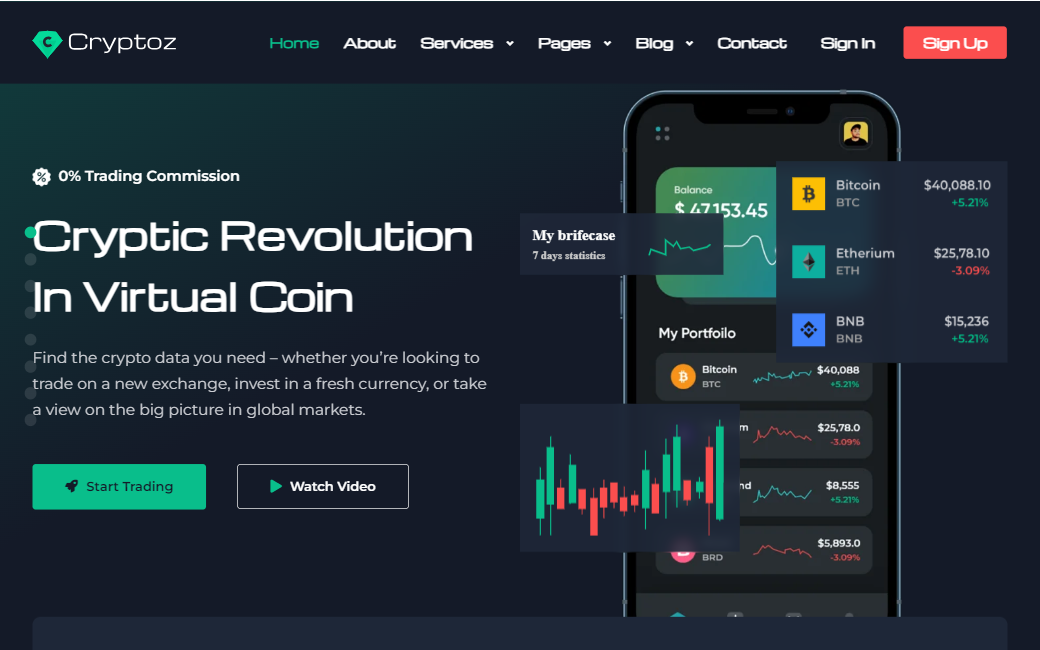 Cryptoz
Home About Services Pages Blog Contact Sign In Sign Up
0% Trading Commission
Cryptic Revolution
In Virtual Coin
Find the crypto data you need – whether you're looking to
trade on a new exchange, invest in a fresh currency, or take
a view on the big picture in global markets.
Start Trading
Watch Video
Balance
$ 47,153.45
My brifecase
7 days statistics
Bitcoin $40,088.10
BTC +5.21%
Etherium $25,78.10
ETH -3.09%
BNB $15,236
BNB +5.21%
My Portfoilo
Bitcoin $40,088
BTC +5.21%
$25,78.0
-3.09%
$8,555
+5.21%
$5,893.0
BRD -3.09%